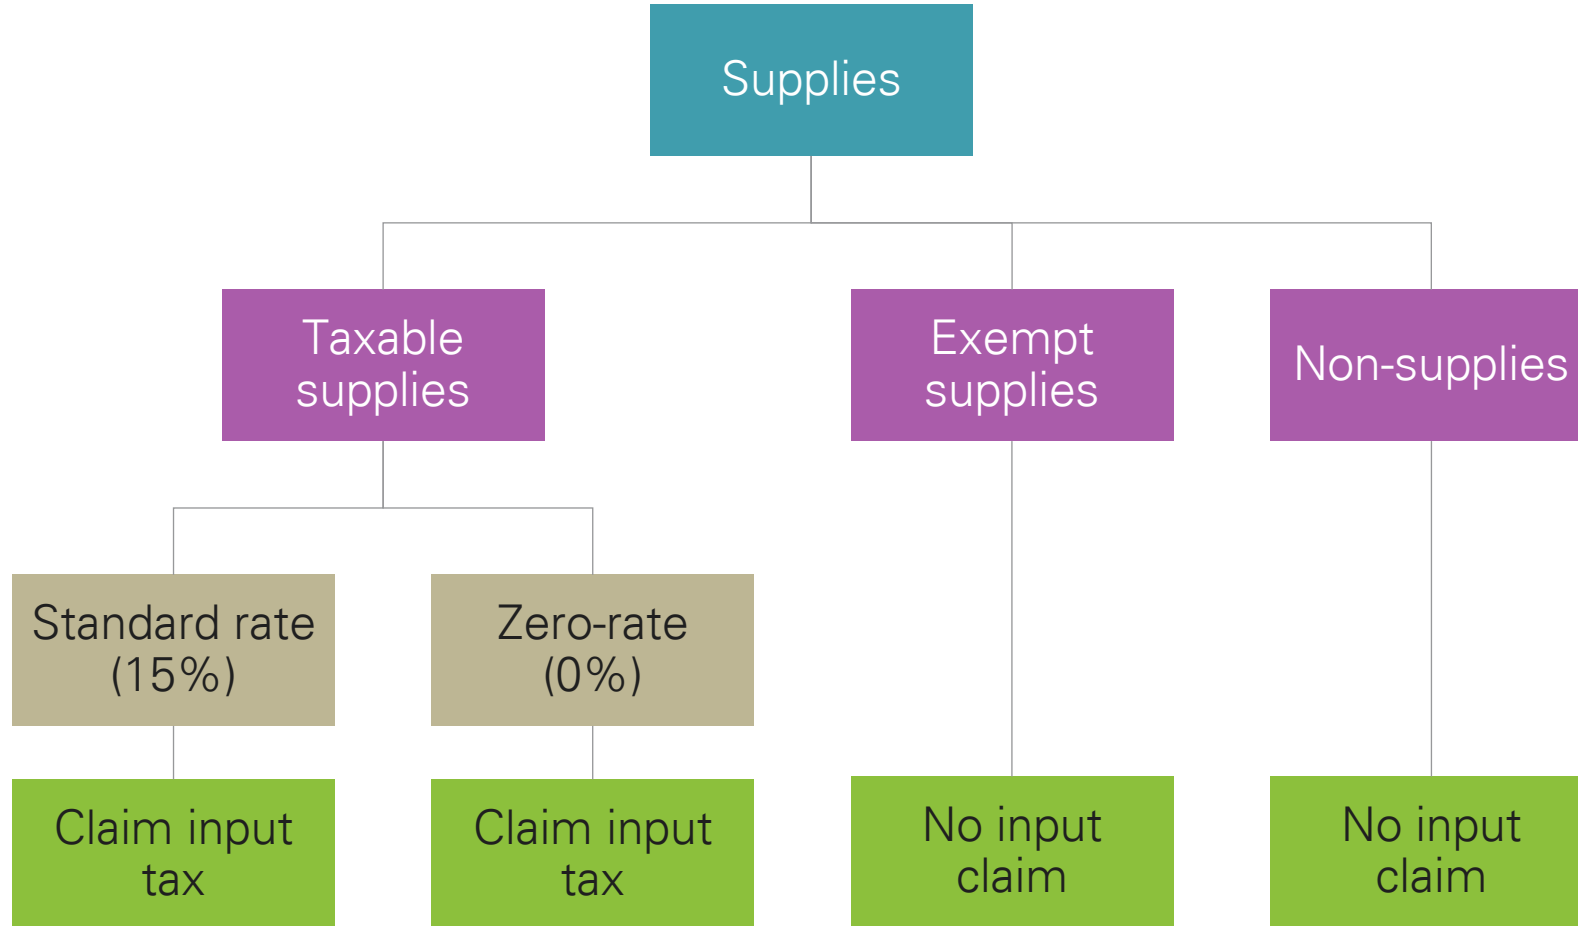 Supplies
Taxable
supplies
Exempt
supplies
Non-supplies
Standard rate
(15%)
Zero-rate
(0%)
Claim input
tax
Claim input
tax
No input
claim
No input
claim